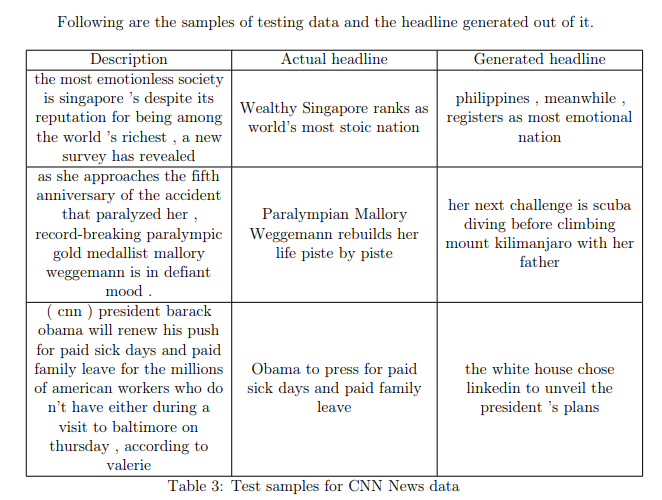 Following are the samples of testing data and the headline generated out of it.
Description
Actual headline
Generated headline
the most emotionless society
is singapore 's despite its
reputation for being among
the world 's richest , a new
survey has revealed
Wealthy Singapore ranks as
world's most stoic nation
philippines , meanwhile ,
registers as most emotional
nation
as she approaches the fifth
anniversary of the accident
that paralyzed her ,
record-breaking paralympic
gold medallist mallory
weggemann is in defiant
mood .
Paralympian Mallory
Weggemann rebuilds her
life piste by piste
her next challenge is scuba
diving before climbing
mount kilimanjaro with her
father
( cnn ) president barack
obama will renew his push
for paid sick days and paid
family leave for the millions
of american workers who do
n't have either during a
visit to baltimore on
thursday , according to
valerie
Obama to press for paid
sick days and paid family
leave
the white house chose
linkedin to unveil the
president 's plans
Table 3: Test samples for CNN News data